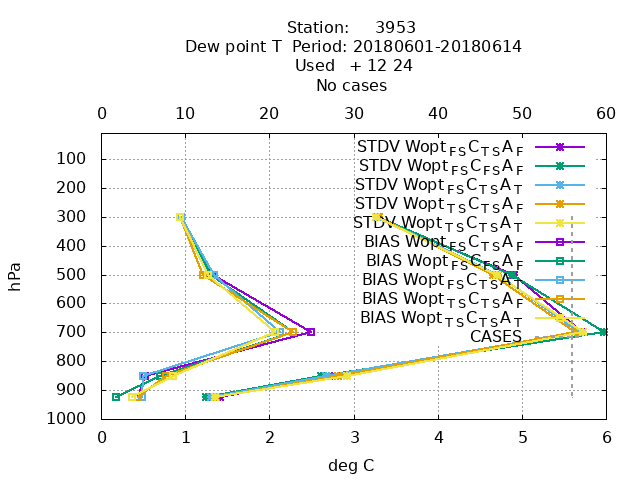 Station: 3953
Dew point T Period: 20180601-20180614
Used + 12 24
No cases
0 10 20 30 40 50 60
STDV Wopt FS C TS A F
STDV Wopt FS C FS A F
STDV Wopt FS C TS A T
STDV Wopt TS C TS A F
STDV Wopt TS C TS A T
BIAS Wopt FS C TS A F
BIAS Wopt FS C FS A F
BIAS Wopt FS C TS A T
BIAS Wopt TS C TS A F
BIAS Wopt TS C TS A T
CASES
100
200
300
400
500
600
700
800
900
1000
hPa
0 1 2 3 4 5 6
deg C